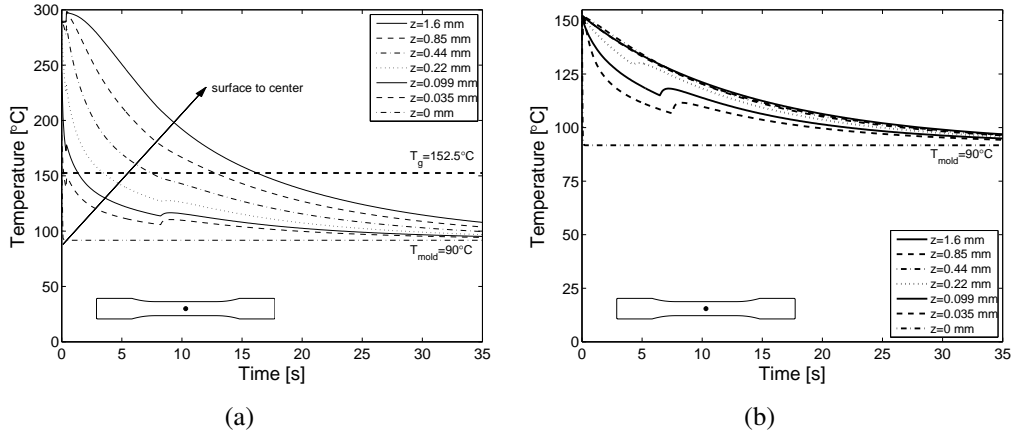 300
250
200
150
100
50
0
Temperature [°C]
0 5 10 15 20 25 30 35
Time [s]
z=1.6 mm
z=0.85 mm
z=0.44 mm
z=0.22 mm
z=0.099 mm
z=0.035 mm
z=0 mm
surface to center
Tg=152.5°C
Tmold=90°C
(a)
150
125
100
75
50
25
0
Temperature [°C]
0 5 10 15 20 25 30 35
Time [s]
Tmold=90°C
z=1.6 mm
z=0.85 mm
z=0.44 mm
z=0.22 mm
z=0.099 mm
z=0.035 mm
z=0 mm
(b)